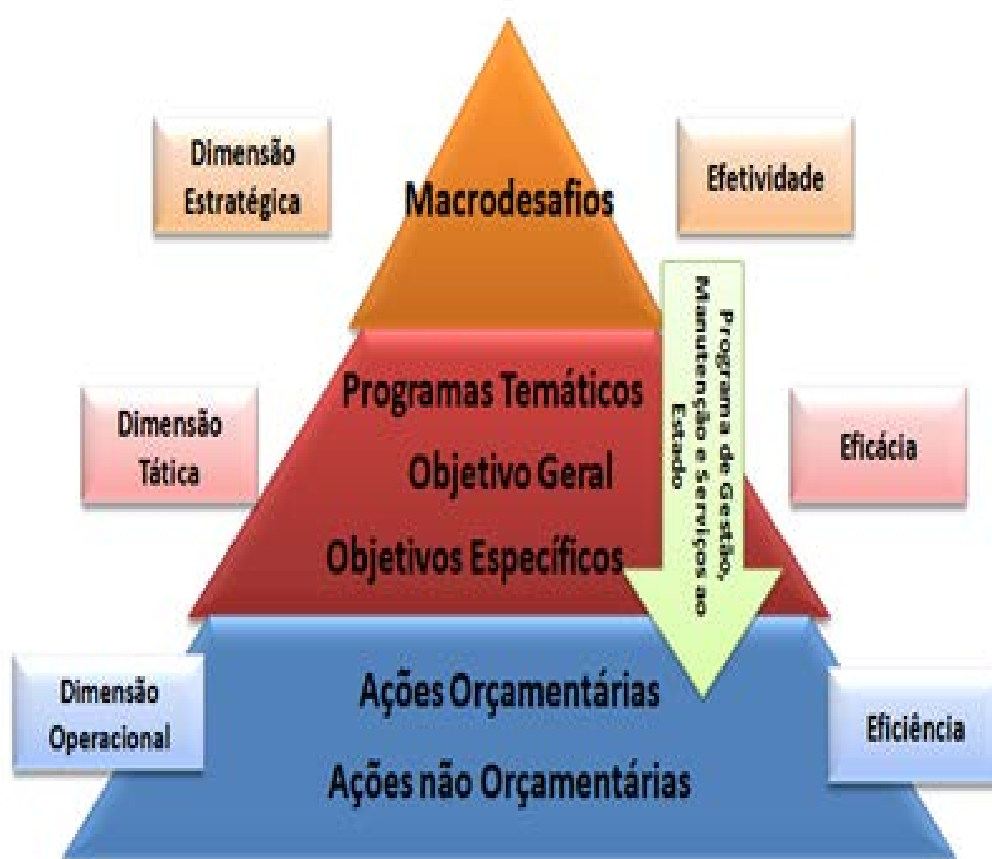 Dimensão
Estratégica
Macrodesafios
Efetividade
Programa de Gestão,
Manutenção e Serviços ao
Estado
Dimensão
Tática
Programas Temáticos
Objetivo Geral
Objetivos Específicos
Eficácia
Dimensão
Operacional
Ações Orçamentárias
Ações não Orçamentárias
Eficiência